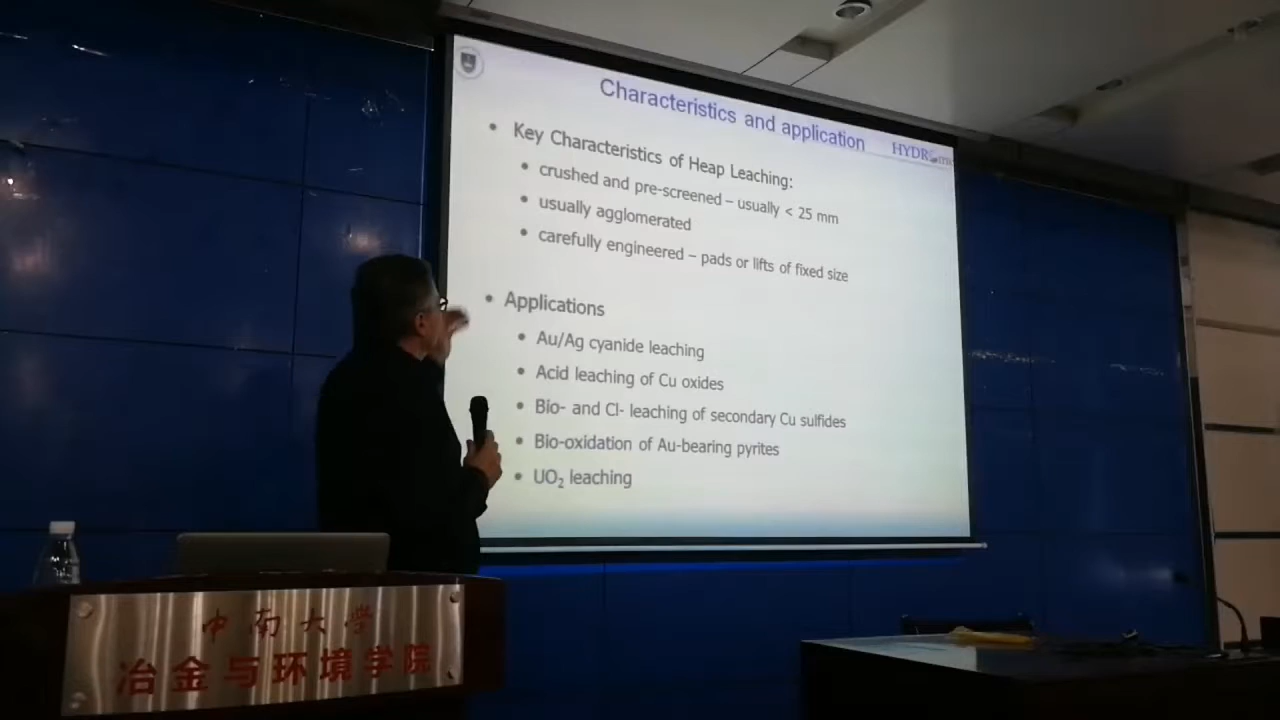 Characteristics and application
HYDR
• Key Characteristics of Heap Leaching:
• crushed and pre-screened – usually < 25 mm
• usually agglomerated
• carefully engineered – pads or lifts of fixed size
• Applications
• Au/Ag cyanide leaching
• Acid leaching of Cu oxides
• Bio- and Cl- leaching of secondary Cu sulfides
• Bio-oxidation of Au-bearing pyrites
• UO₂ leaching
中南大学
冶金与环境学院